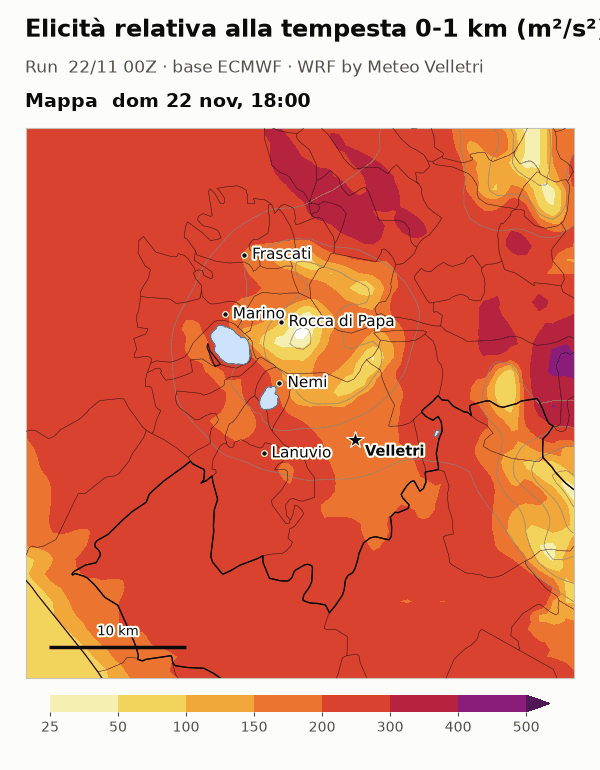 Elicità relativa alla tempesta 0-1 km (m²/s²)
Run  22/11 00Z · base ECMWF · WRF by Meteo Velletri
Mappa  dom 22 nov, 18:00
Frascati
Marino
Rocca di Papa
Nemi
Velletri
Lanuvio
10 km
25 50 100 150 200 300 400 500